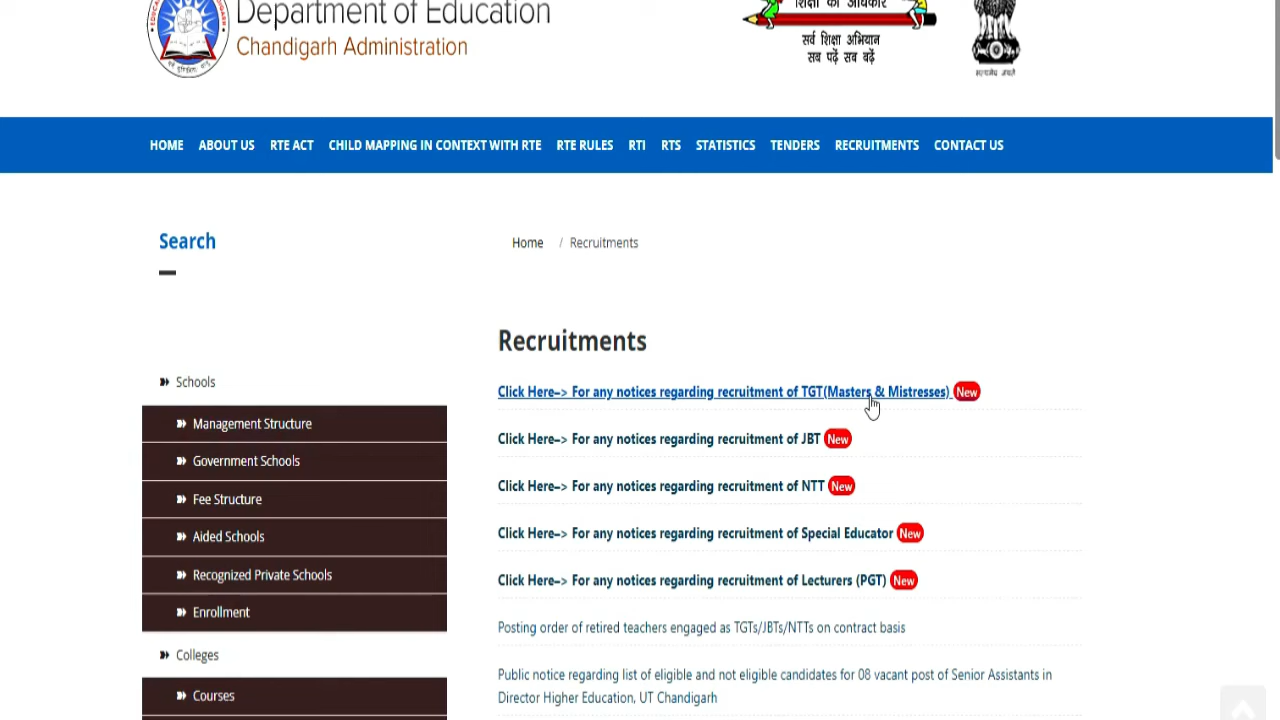 Department of Education
Chandigarh Administration
शिक्षा का अधिकार
सर्व शिक्षा अभियान
सब पढ़ें सब बढ़ें
HOME ABOUT US RTE ACT CHILD MAPPING IN CONTEXT WITH RTE RTE RULES RTI RTS STATISTICS TENDERS RECRUITMENTS CONTACT US
Search
Home / Recruitments
Recruitments
Click Here–> For any notices regarding recruitment of TGT(Masters & Mistresses) New
Schools
Click Here–> For any notices regarding recruitment of JBT New
Management Structure
Click Here–> For any notices regarding recruitment of NTT New
Government Schools
Fee Structure
Click Here–> For any notices regarding recruitment of Special Educator New
Aided Schools
Click Here–> For any notices regarding recruitment of Lecturers (PGT) New
Recognized Private Schools
Enrollment
Posting order of retired teachers engaged as TGTs/JBTs/NTTs on contract basis
Colleges
Public notice regarding list of eligible and not eligible candidates for 08 vacant post of Senior Assistants in
Director Higher Education, UT Chandigarh
Courses